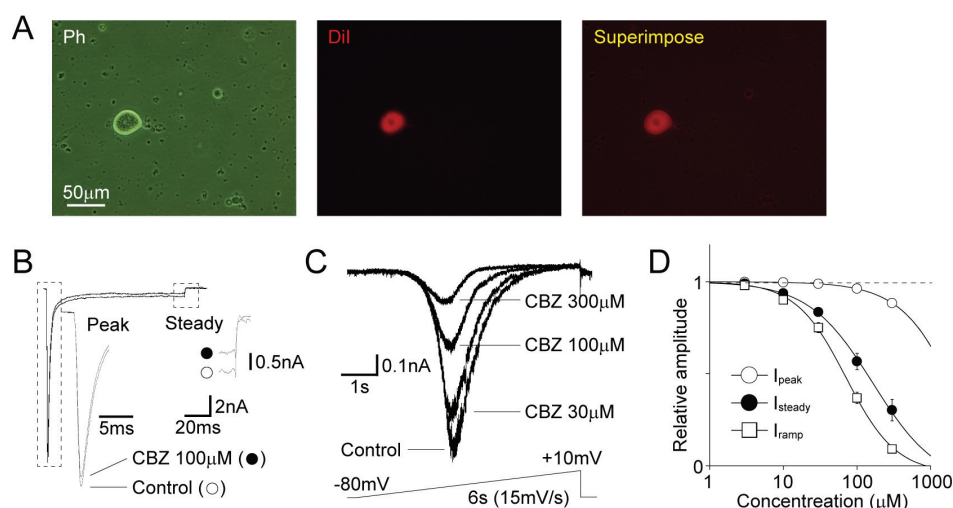 A
Ph
DiI
Superimpose
50μm
B
Peak
Steady
0.5nA
5ms
20ms
2nA
CBZ 100μM (●)
Control (○)
C
CBZ 300μM
CBZ 100μM
0.1nA
1s
CBZ 30μM
Control
+10mV
-80mV
6s (15mV/s)
D
Relative amplitude
1
0
Ipeak
Isteady
Iramp
1 10 100 1000
Concentreation (μM)